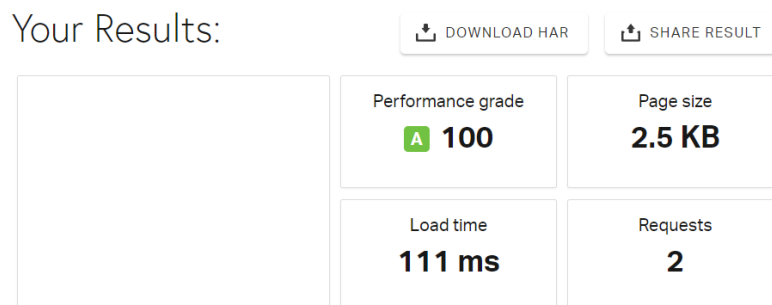 Your Results:
DOWNLOAD HAR
SHARE RESULT
Performance grade
A 100
Page size
2.5 KB
Load time
111 ms
Requests
2